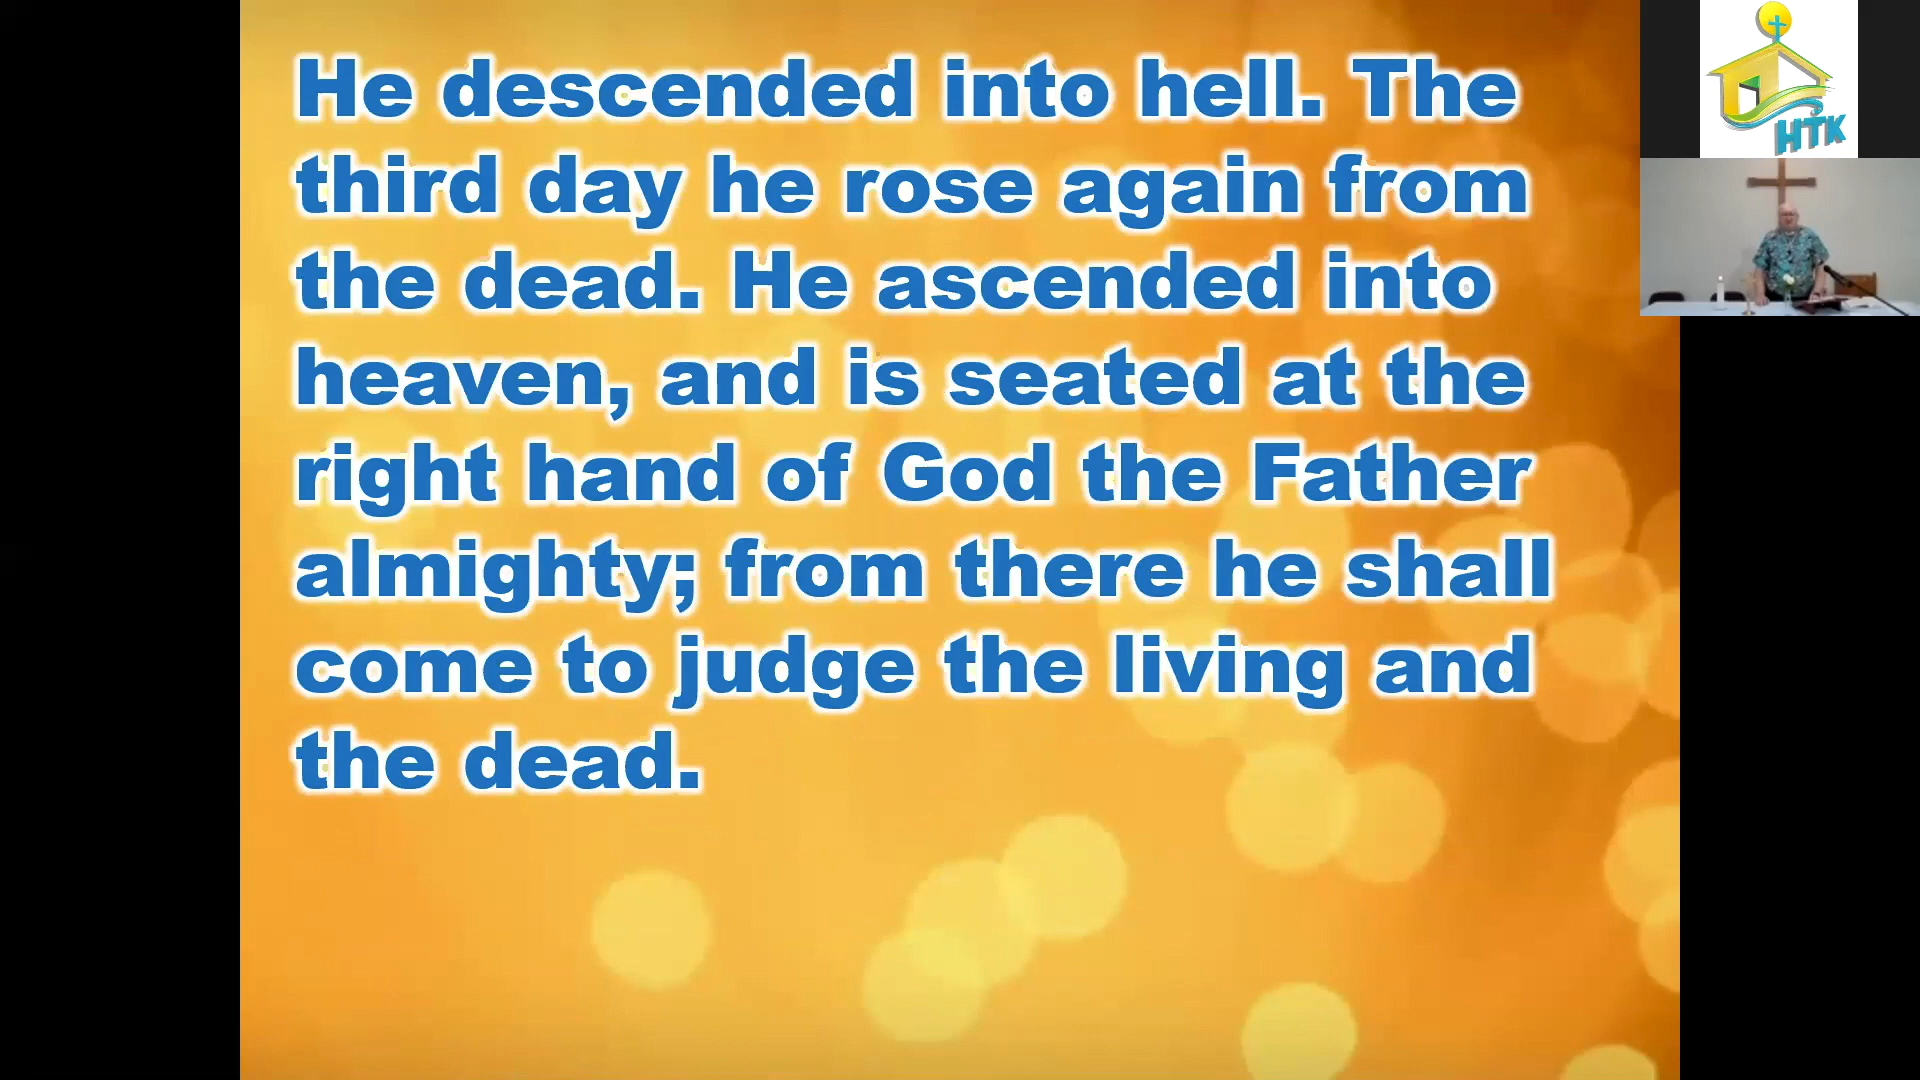 He descended into hell. The
third day he rose again from
the dead. He ascended into
heaven, and is seated at the
right hand of God the Father
almighty; from there he shall
come to judge the living and
the dead.
HTK